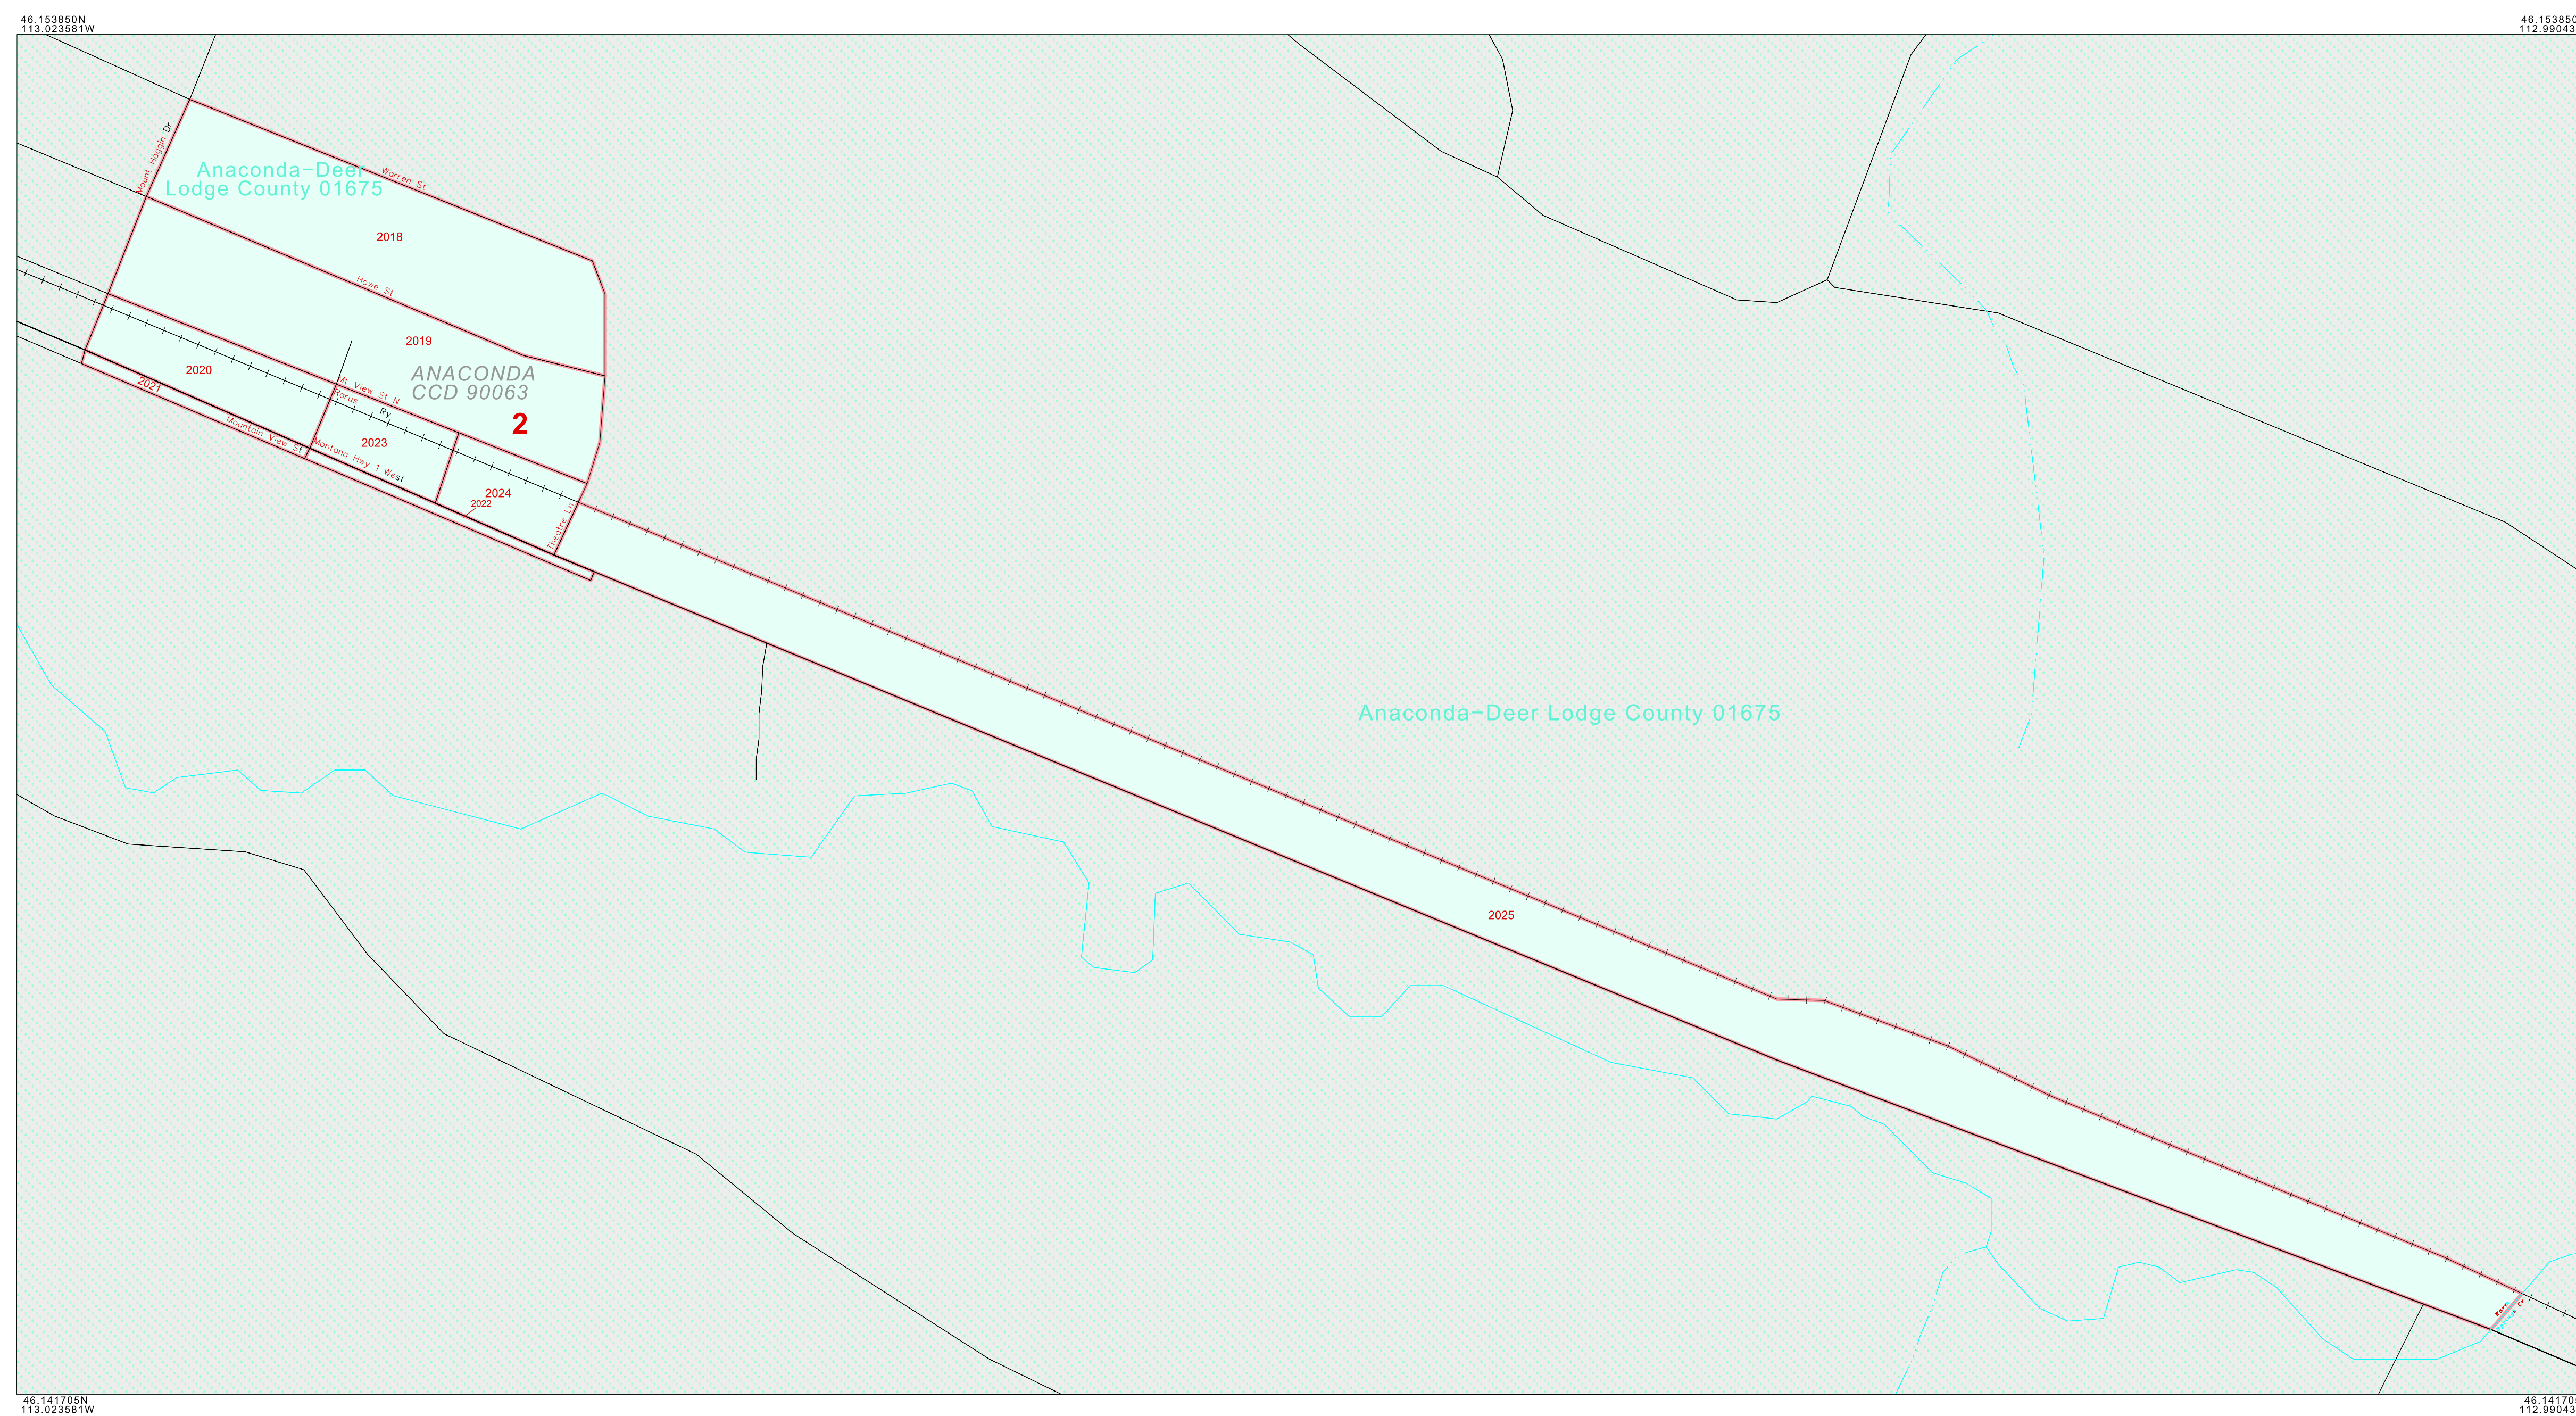 46.153850N
113.023581W
46.153850
112.99043
Mount Haggin Dr
Anaconda-Deer
Lodge County 01675
Warren St
2018
Howe St
2019
2020
ANACONDA
CCD 90063
2021
Mt View St N
Rarus Ry
2
2023
Mountain View St
Montana Hwy 1 West
2024
2022
Theatre Ln
Anaconda-Deer Lodge County 01675
2025
Cr
46.141705N
113.023581W
46.14170
112.99043